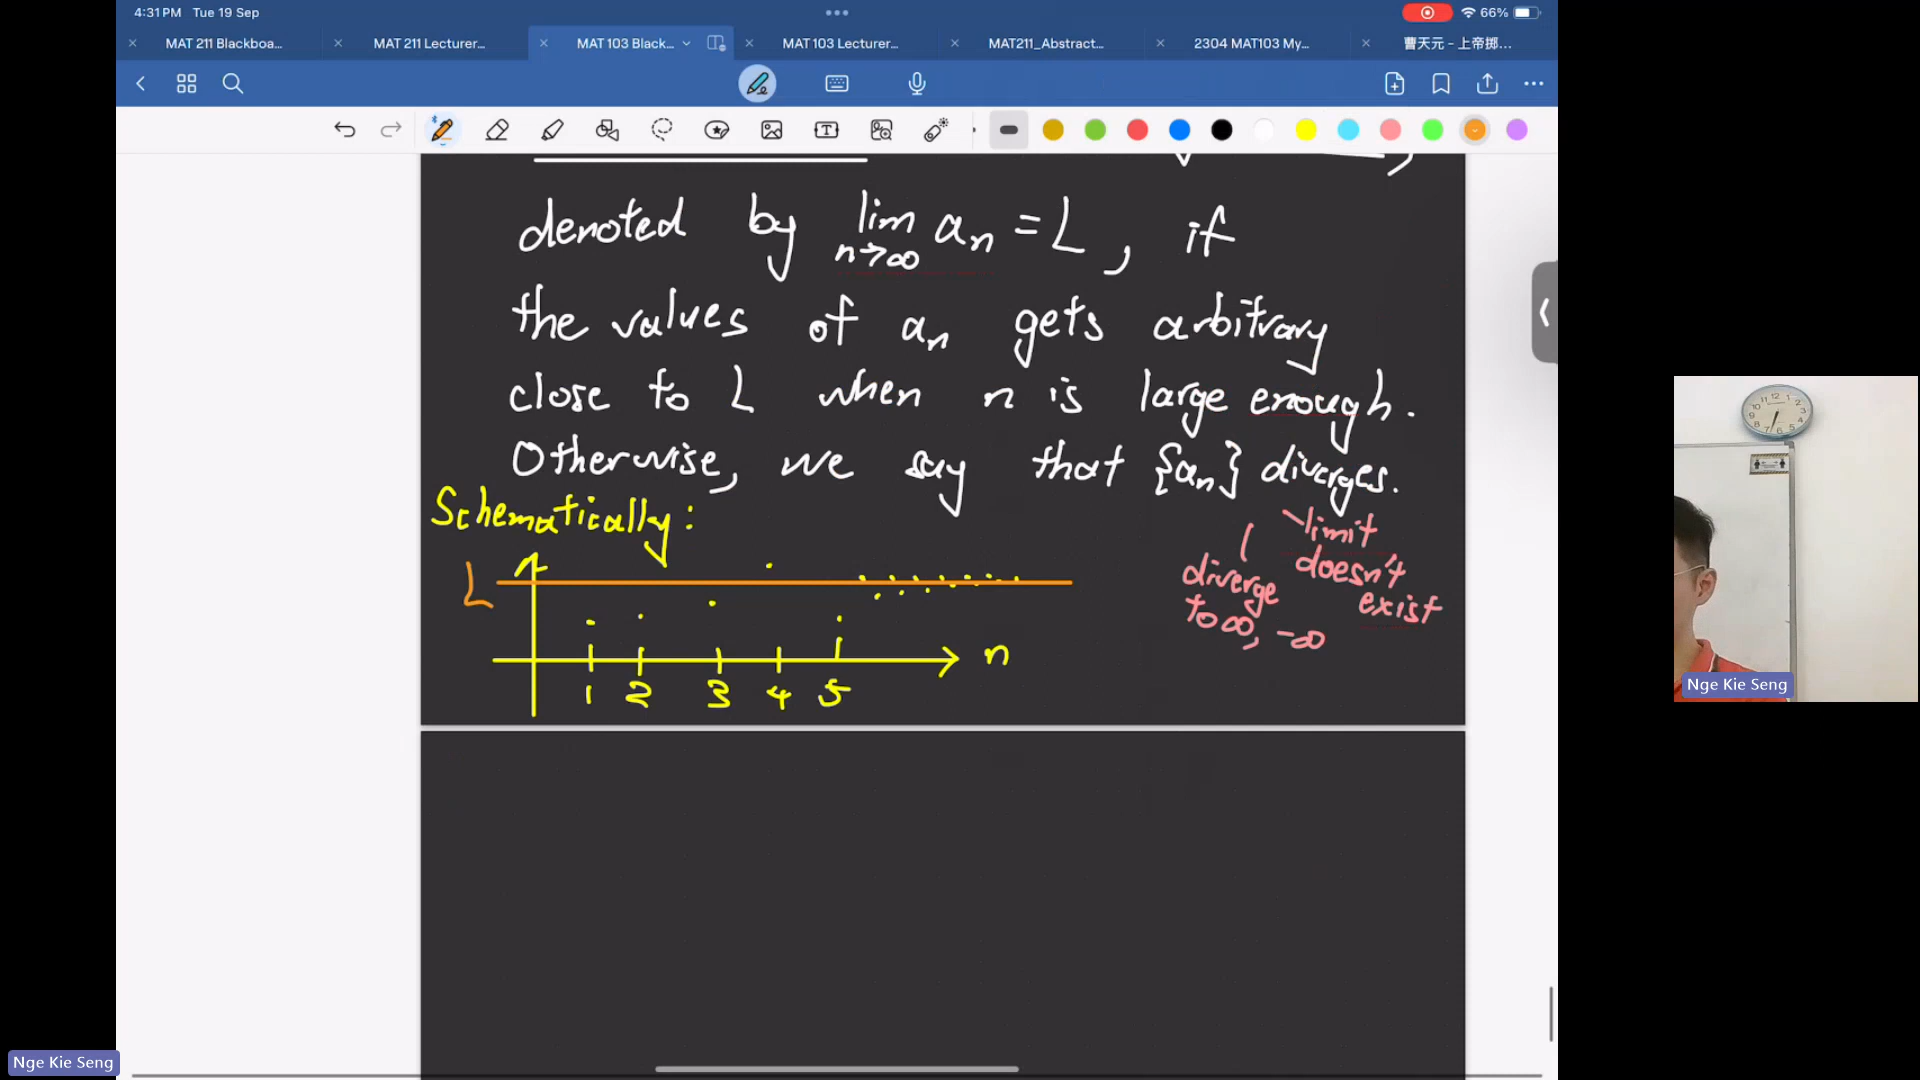 4:31 PM Tue 19 Sep
66%
MAT 211 Blackboa...
MAT 211 Lecturer...
MAT 103 Black...
MAT 103 Lecturer...
MAT211_Abstract...
2304 MAT103 My...
曹天元 - 上帝掷...
denoted by lim n→∞ aₙ = L, if
the values of aₙ gets arbitrary
close to L when n is large enough.
Otherwise, we say that {aₙ} diverges.
Schematically:
limit
doesn't
exist
diverge
to ∞, -∞
L
n
1 2 3 4 5
Nge Kie Seng
Nge Kie Seng